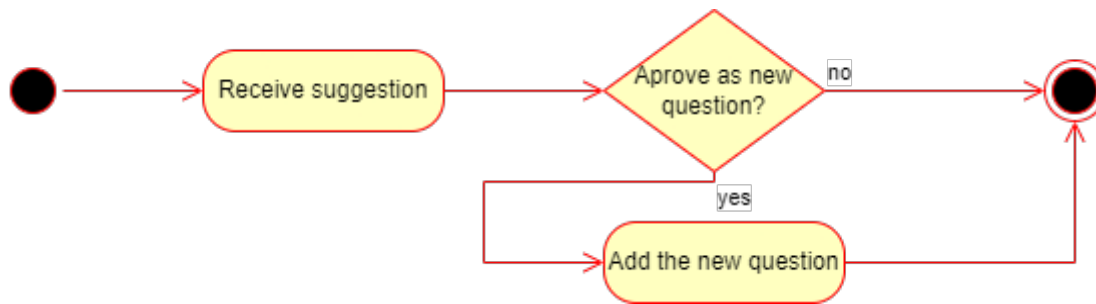 Receive suggestion
Aprove as new
question?
no
yes
Add the new question